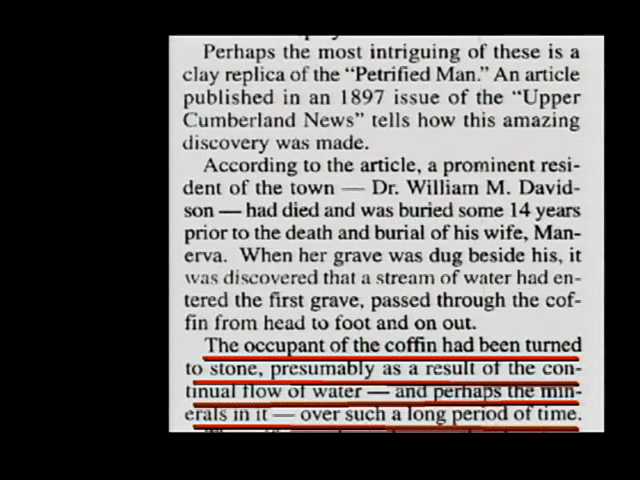 Perhaps the most intriguing of these is a
clay replica of the “Petrified Man.” An article
published in an 1897 issue of the “Upper
Cumberland News” tells how this amazing
discovery was made.
According to the article, a prominent resi-
dent of the town — Dr. William M. David-
son — had died and was buried some 14 years
prior to the death and burial of his wife, Man-
erva. When her grave was dug beside his, it
was discovered that a stream of water had en-
tered the first grave, passed through the cof-
fin from head to foot and on out.
The occupant of the coffin had been turned
to stone, presumably as a result of the con-
tinual flow of water — and perhaps the min-
erals in it — over such a long period of time.